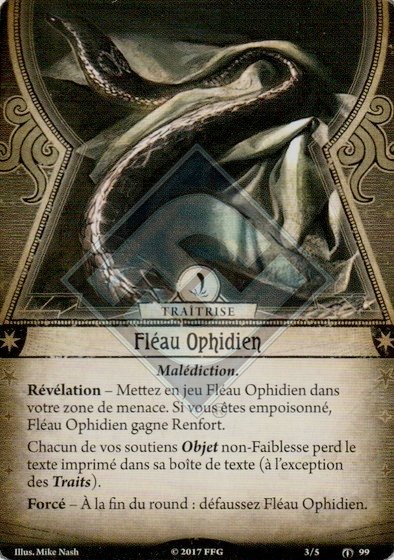 TRAÎTRISE
Fléau Ophidien
Malédiction.
Révélation – Mettez en jeu Fléau Ophidien dans
votre zone de menace. Si vous êtes empoisonné,
Fléau Ophidien gagne Renfort.
Chacun de vos soutiens Objet non-Faiblesse perd le
texte imprimé dans sa boîte de texte (à l'exception
des Traits).
Forcé – À la fin du round : défaussez Fléau Ophidien.
Illus. Mike Nash © 2017 FFG 3/5 99